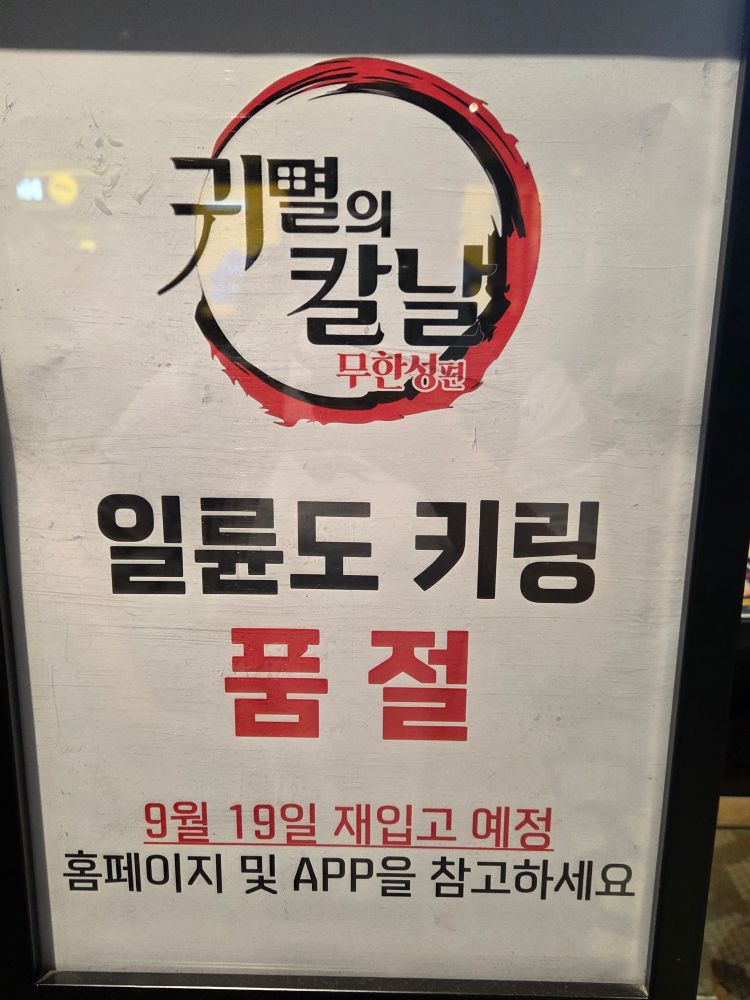 귀멸의
칼날
무한성편
일륜도 키링
품절
9월 19일 재입고 예정
홈페이지 및 APP을 참고하세요